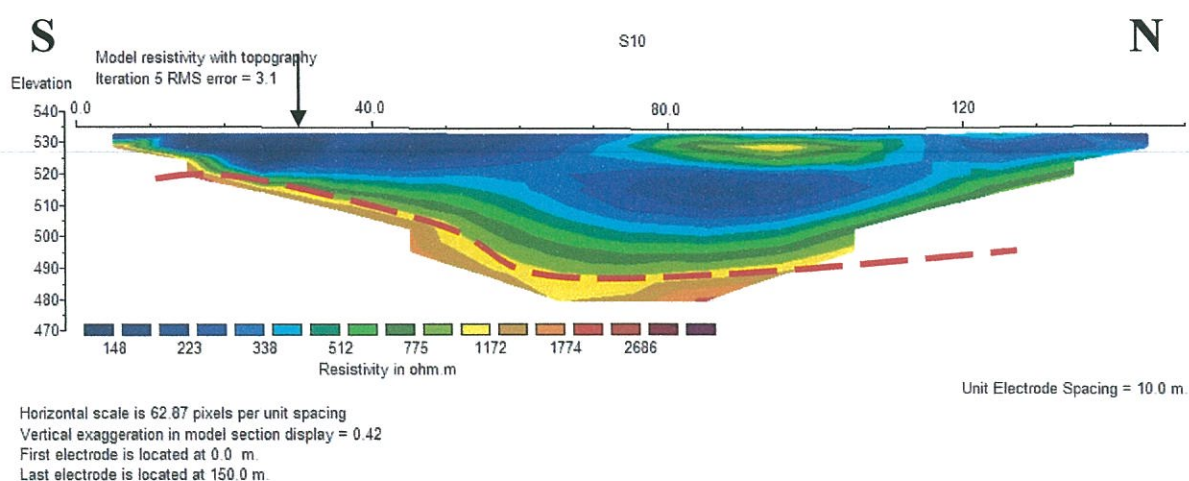 S
S10
N
Model resistivity with topography
Iteration 5 RMS error = 3.1
Elevation
0.0 40.0 80.0 120
540
530
520
510
500
490
480
470
148 223 338 512 775 1172 1774 2686
Resistivity in ohm.m
Unit Electrode Spacing = 10.0 m.
Horizontal scale is 62.87 pixels per unit spacing
Vertical exaggeration in model section display = 0.42
First electrode is located at 0.0 m.
Last electrode is located at 150.0 m.